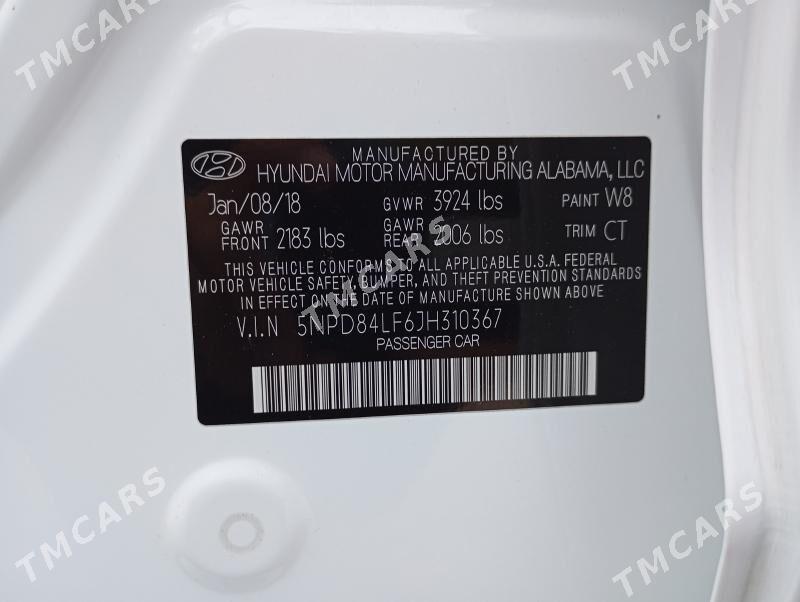 TMCARS
TMCARS
MANUFACTURED BY
HYUNDAI MOTOR MANUFACTURING ALABAMA, LLC
Jan/08/18 GVWR 3924 lbs PAINT W8
GAWR FRONT 2183 lbs GAWR REAR 2006 lbs TRIM CT
THIS VEHICLE CONFORMS TO ALL APPLICABLE U.S.A. FEDERAL
MOTOR VEHICLE SAFETY, BUMPER, AND THEFT PREVENTION STANDARDS
IN EFFECT ON THE DATE OF MANUFACTURE SHOWN ABOVE.
V.I.N 5NPD84LF6JH310367
PASSENGER CAR
TMCARS
TMCARS
TMCARS